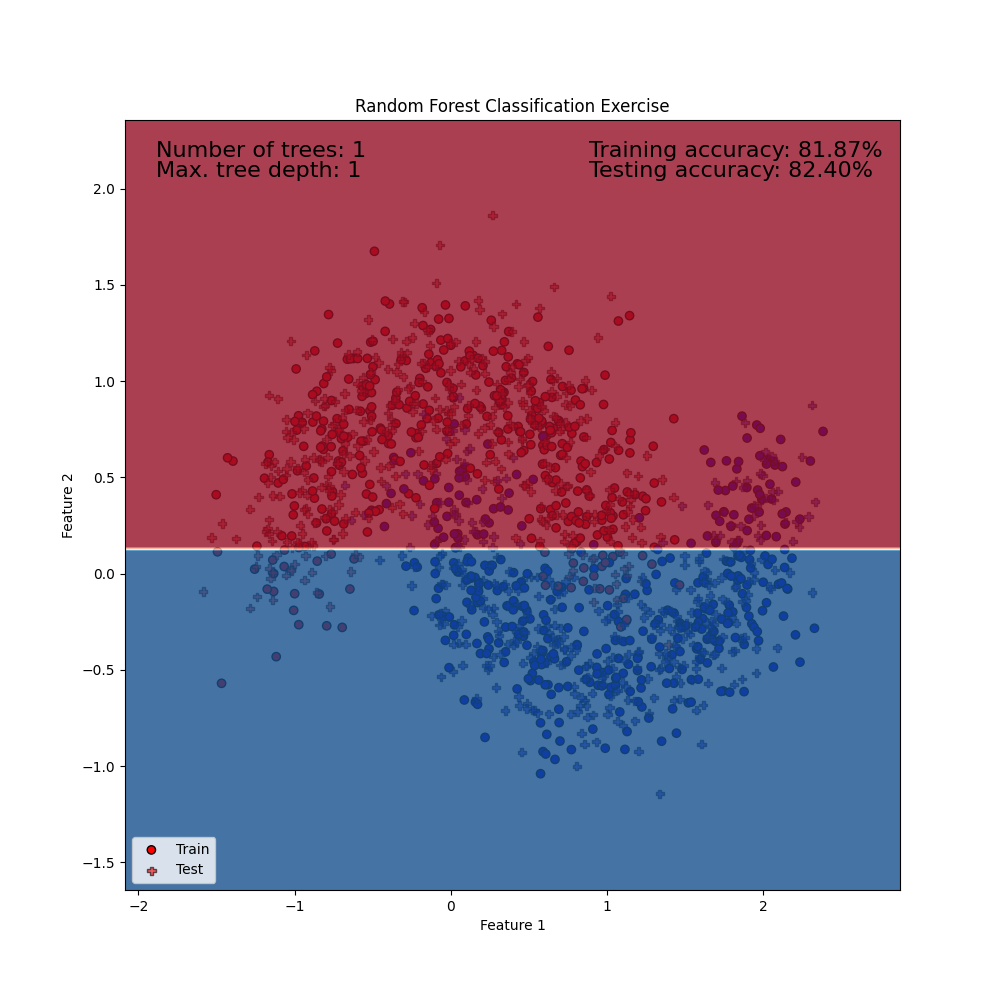 Random Forest Classification Exercise
Number of trees: 1
Max. tree depth: 1
Training accuracy: 81.87%
Testing accuracy: 82.40%
2.0
1.5
1.0
0.5
0.0
−0.5
−1.0
−1.5
Feature 2
Train
Test
−2
−1
0
1
2
Feature 1